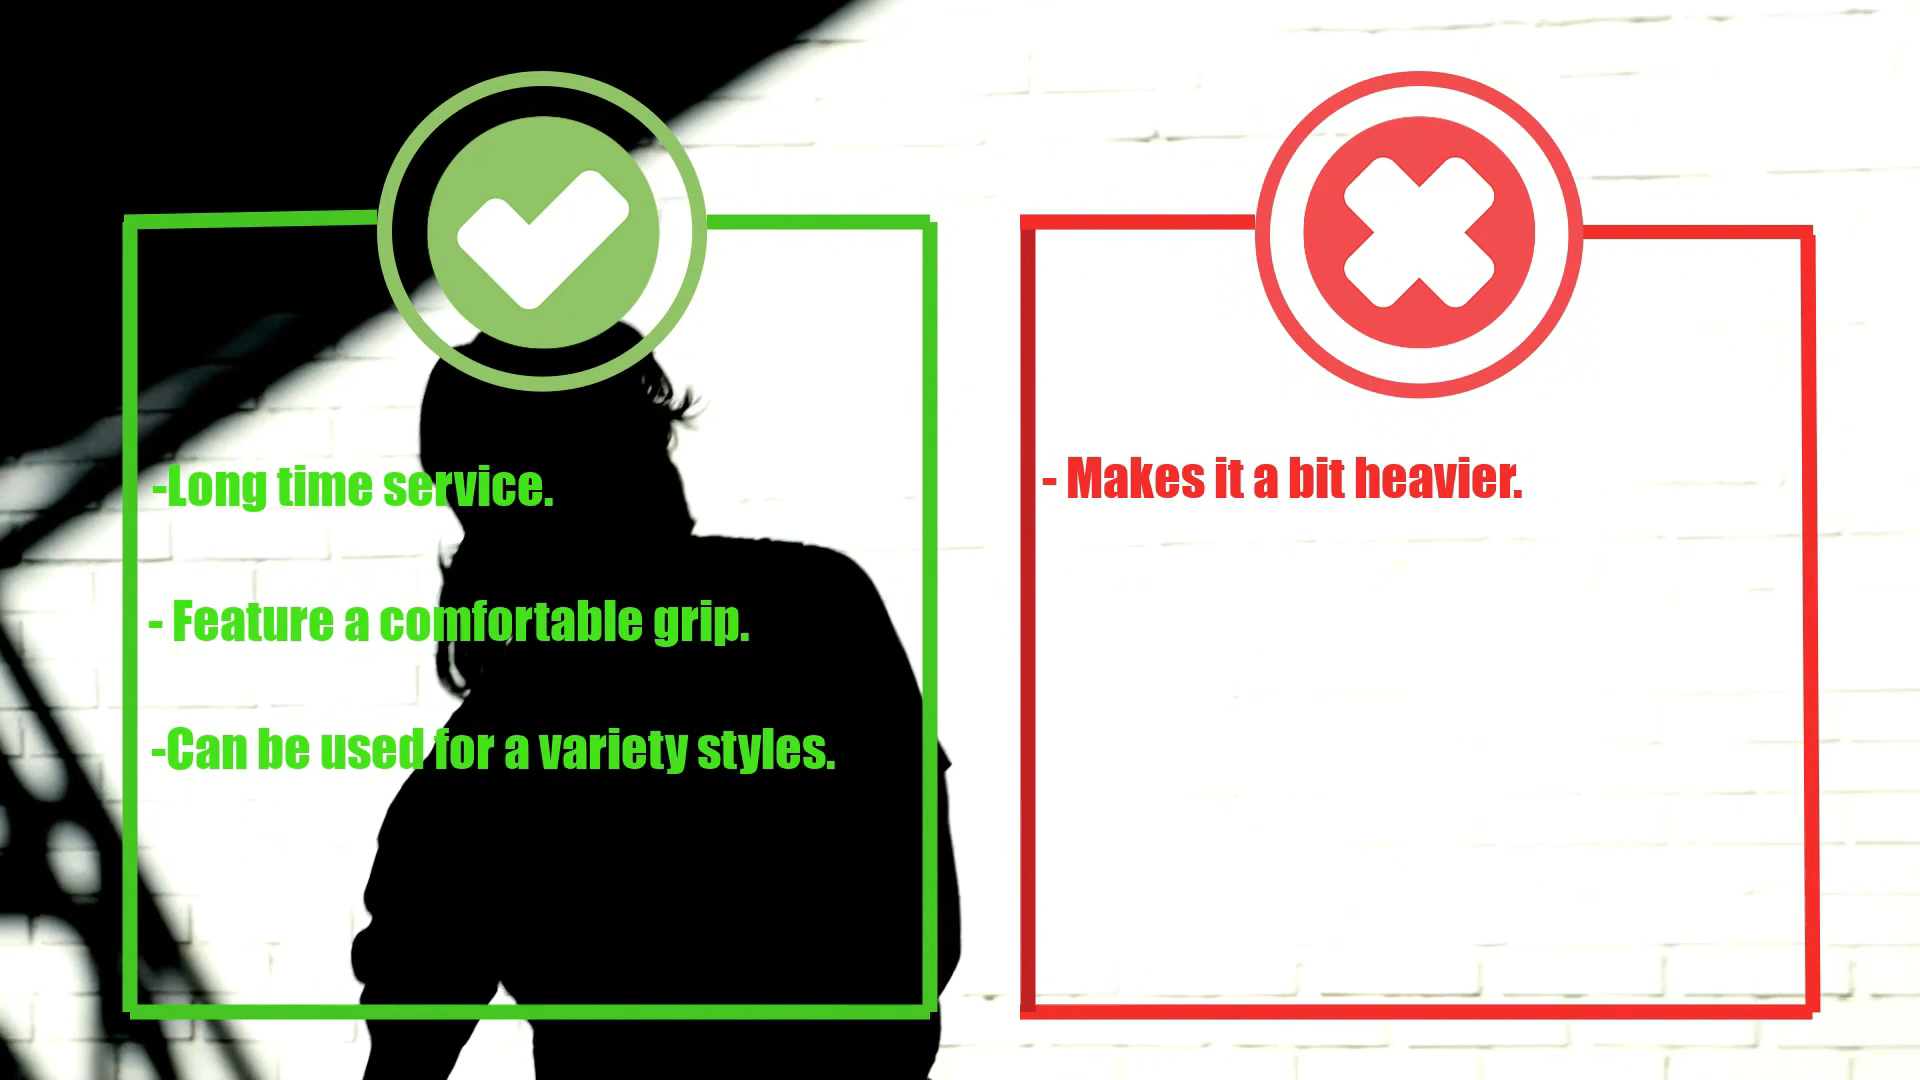 -Long time service.
- Feature a comfortable grip.
-Can be used for a variety styles.
- Makes it a bit heavier.